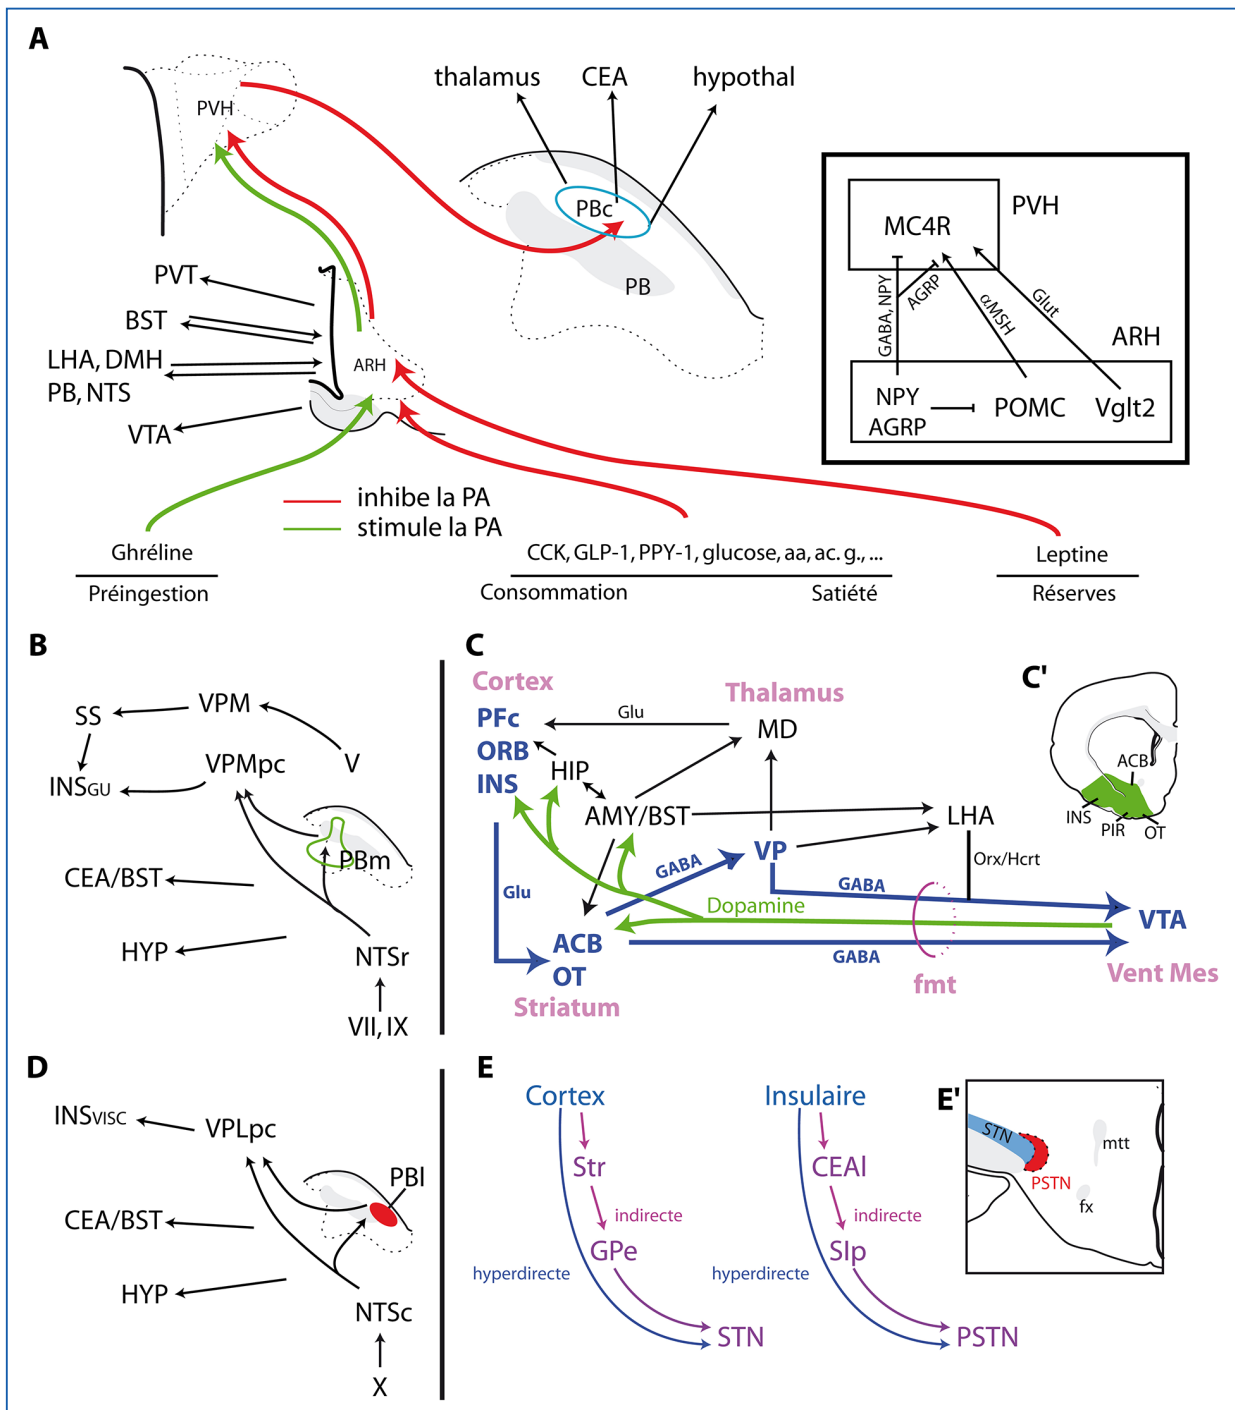 A
thalamus CEA hypothal
PVH
PBc
PB
PVT
BST
LHA, DMH
PB, NTS
VTA
ARH
PVH
MC4R
GABA, NPY
AGRP
αMSH
Glut
ARH
NPY
AGRP
POMC
Vglt2
inhibe la PA
stimule la PA
Ghréline
Préingestion
CCK, GLP-1, PPY-1, glucose, aa, ac. g., ...
Consommation Satiété
Leptine
Réserves
B
SS
VPM
INSGU
VPMpc
V
PBm
CEA/BST
HYP
NTSr
VII, IX
C
Cortex
PFc
ORB
INS
Thalamus
MD
Glu
HIP
AMY/BST
LHA
VP
GABA
Orx/Hcrt
Glu
GABA
Dopamine
VTA
ACB
OT
GABA
Striatum
fmt
Vent Mes
C'
ACB
INS
PIR
OT
D
INSVISC
VPLpc
PBl
CEA/BST
HYP
NTSc
X
E
Cortex
Str
indirecte
GPe
hyperdirecte
STN
Insulaire
CEAl
indirecte
SIp
hyperdirecte
PSTN
E'
STN
PSTN
mtt
fx